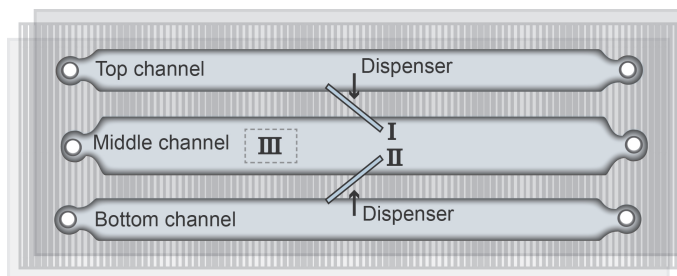 Top channel
Dispenser
I
Middle channel
III
II
Bottom channel
Dispenser